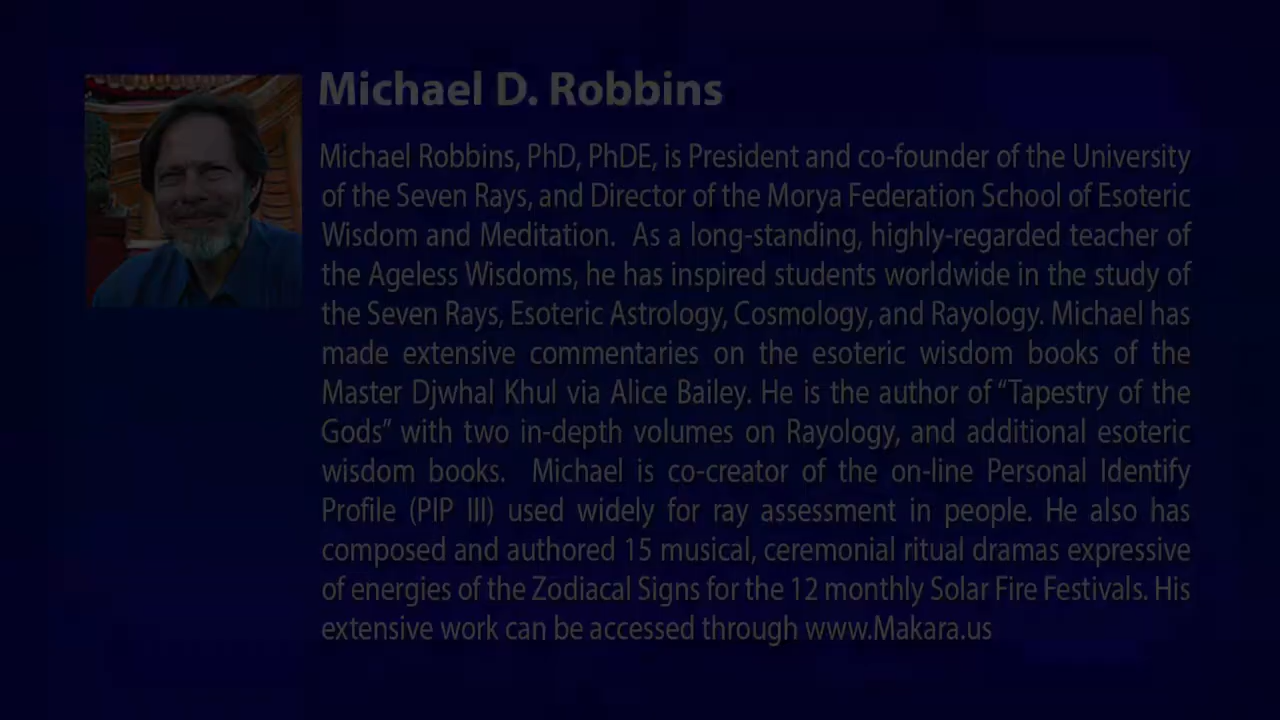 Michael D. Robbins
Michael Robbins, PhD, PhDE, is President and co-founder of the University
of the Seven Rays, and Director of the Morya Federation School of Esoteric
Wisdom and Meditation.  As a long-standing, highly-regarded teacher of
the Ageless Wisdoms, he has inspired students worldwide in the study of
the Seven Rays, Esoteric Astrology, Cosmology, and Rayology. Michael has
made extensive commentaries on the esoteric wisdom books of the
Master Djwhal Khul via Alice Bailey. He is the author of “Tapestry of the
Gods” with two in-depth volumes on Rayology, and additional esoteric
wisdom books.  Michael is co-creator of the on-line Personal Identify
Profile (PIP III) used widely for ray assessment in people. He also has
composed and authored 15 musical, ceremonial ritual dramas expressive
of energies of the Zodiacal Signs for the 12 monthly Solar Fire Festivals. His
extensive work can be accessed through www.Makara.us